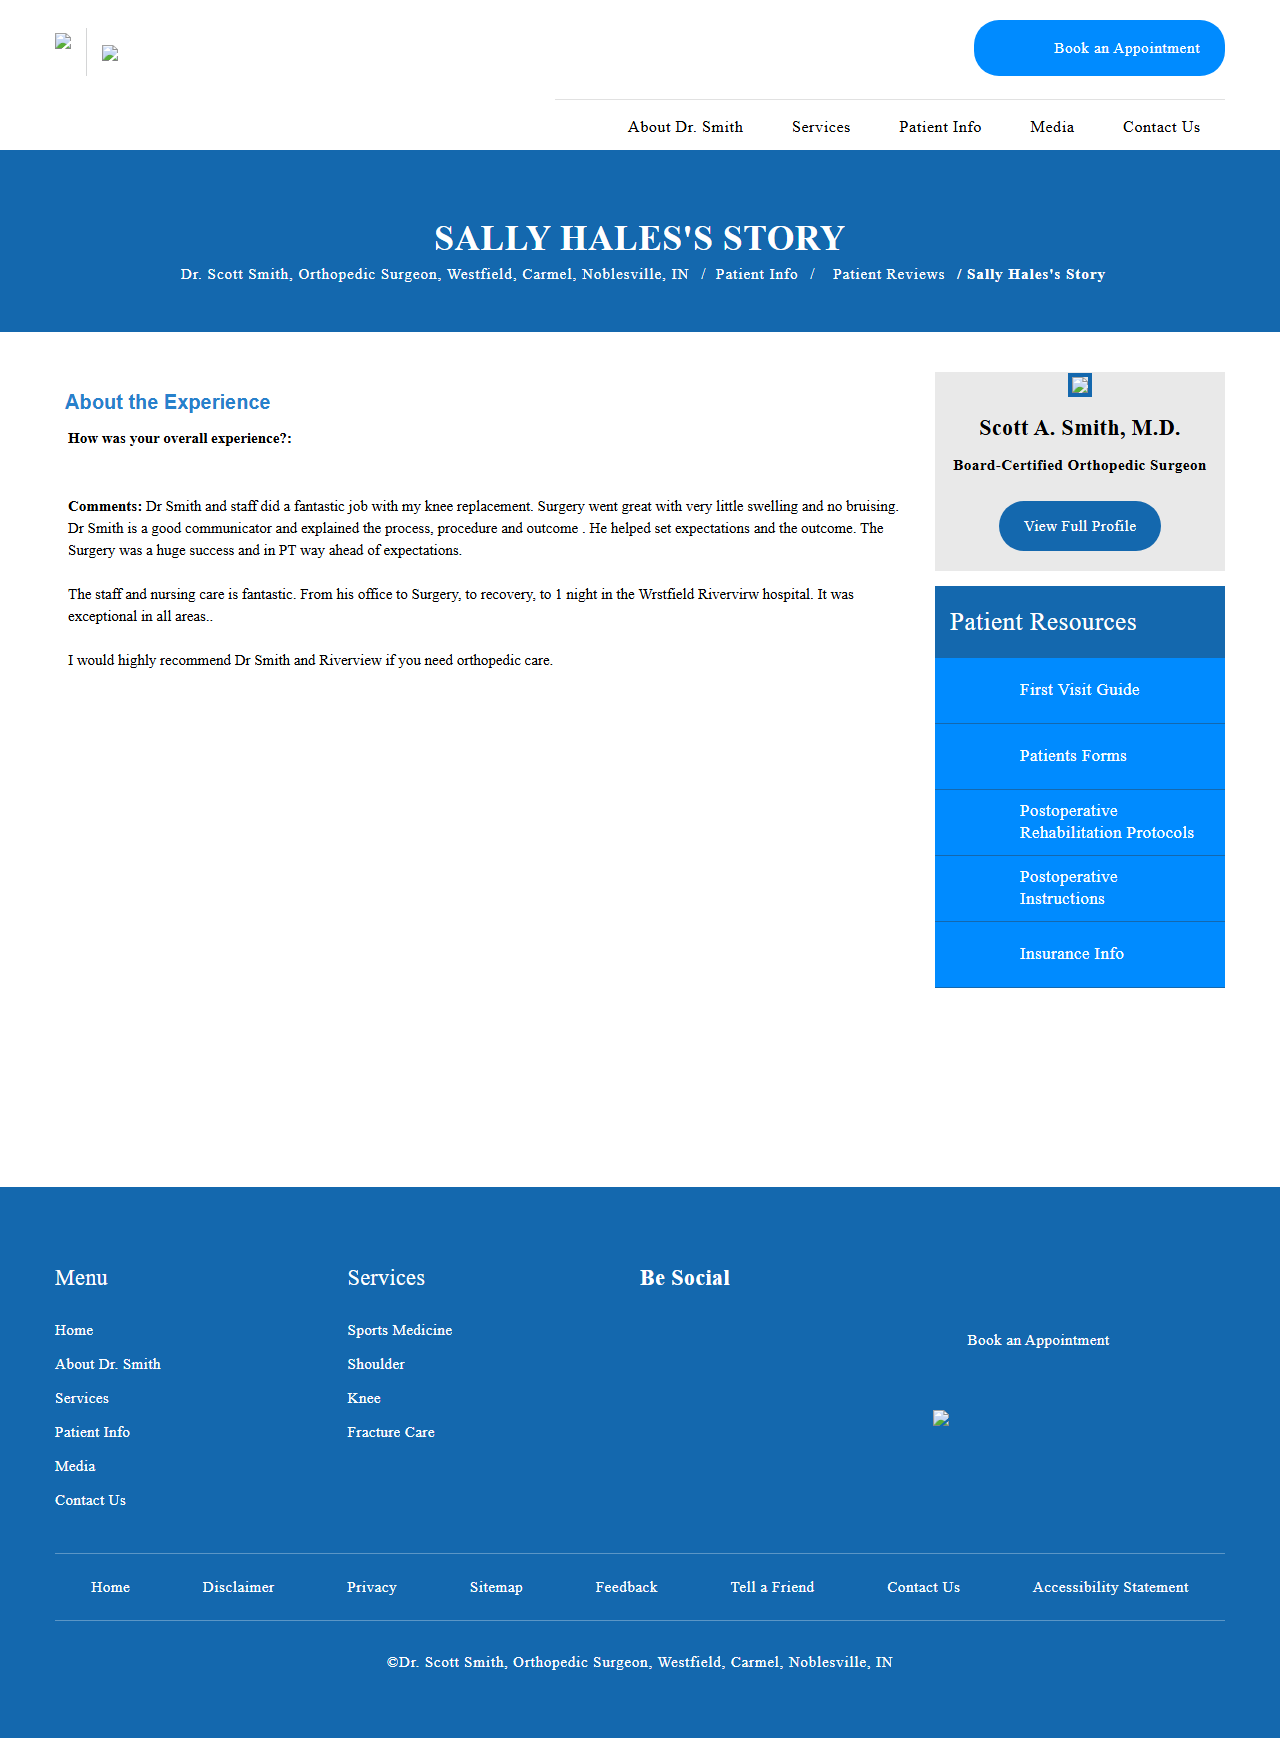 Book an Appointment
About Dr. Smith
Services
Patient Info
Media
Contact Us
SALLY HALES'S STORY
Dr. Scott Smith, Orthopedic Surgeon, Westfield, Carmel, Noblesville, IN / Patient Info / Patient Reviews / Sally Hales's Story
About the Experience
How was your overall experience?:
Comments: Dr Smith and staff did a fantastic job with my knee replacement. Surgery went great with very little swelling and no bruising.
Dr Smith is a good communicator and explained the process, procedure and outcome . He helped set expectations and the outcome. The
Surgery was a huge success and in PT way ahead of expectations.
The staff and nursing care is fantastic. From his office to Surgery, to recovery, to 1 night in the Wrstfield Rivervirw hospital. It was
exceptional in all areas..
I would highly recommend Dr Smith and Riverview if you need orthopedic care.
Scott A. Smith, M.D.
Board-Certified Orthopedic Surgeon
View Full Profile
Patient Resources
First Visit Guide
Patients Forms
Postoperative
Rehabilitation Protocols
Postoperative
Instructions
Insurance Info
Menu
Home
About Dr. Smith
Services
Patient Info
Media
Contact Us
Services
Sports Medicine
Shoulder
Knee
Fracture Care
Be Social
Book an Appointment
Home
Disclaimer
Privacy
Sitemap
Feedback
Tell a Friend
Contact Us
Accessibility Statement
©Dr. Scott Smith, Orthopedic Surgeon, Westfield, Carmel, Noblesville, IN